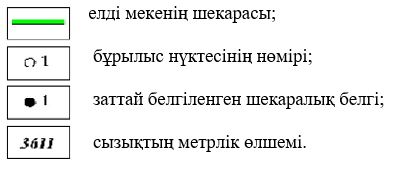 елді мекенің шекарасы;
1 бұрылыс нүктесінің нөмірі;
1 заттай белгіленген шекаралық белгі;
3611 сызықтың метрлік өлшемі.